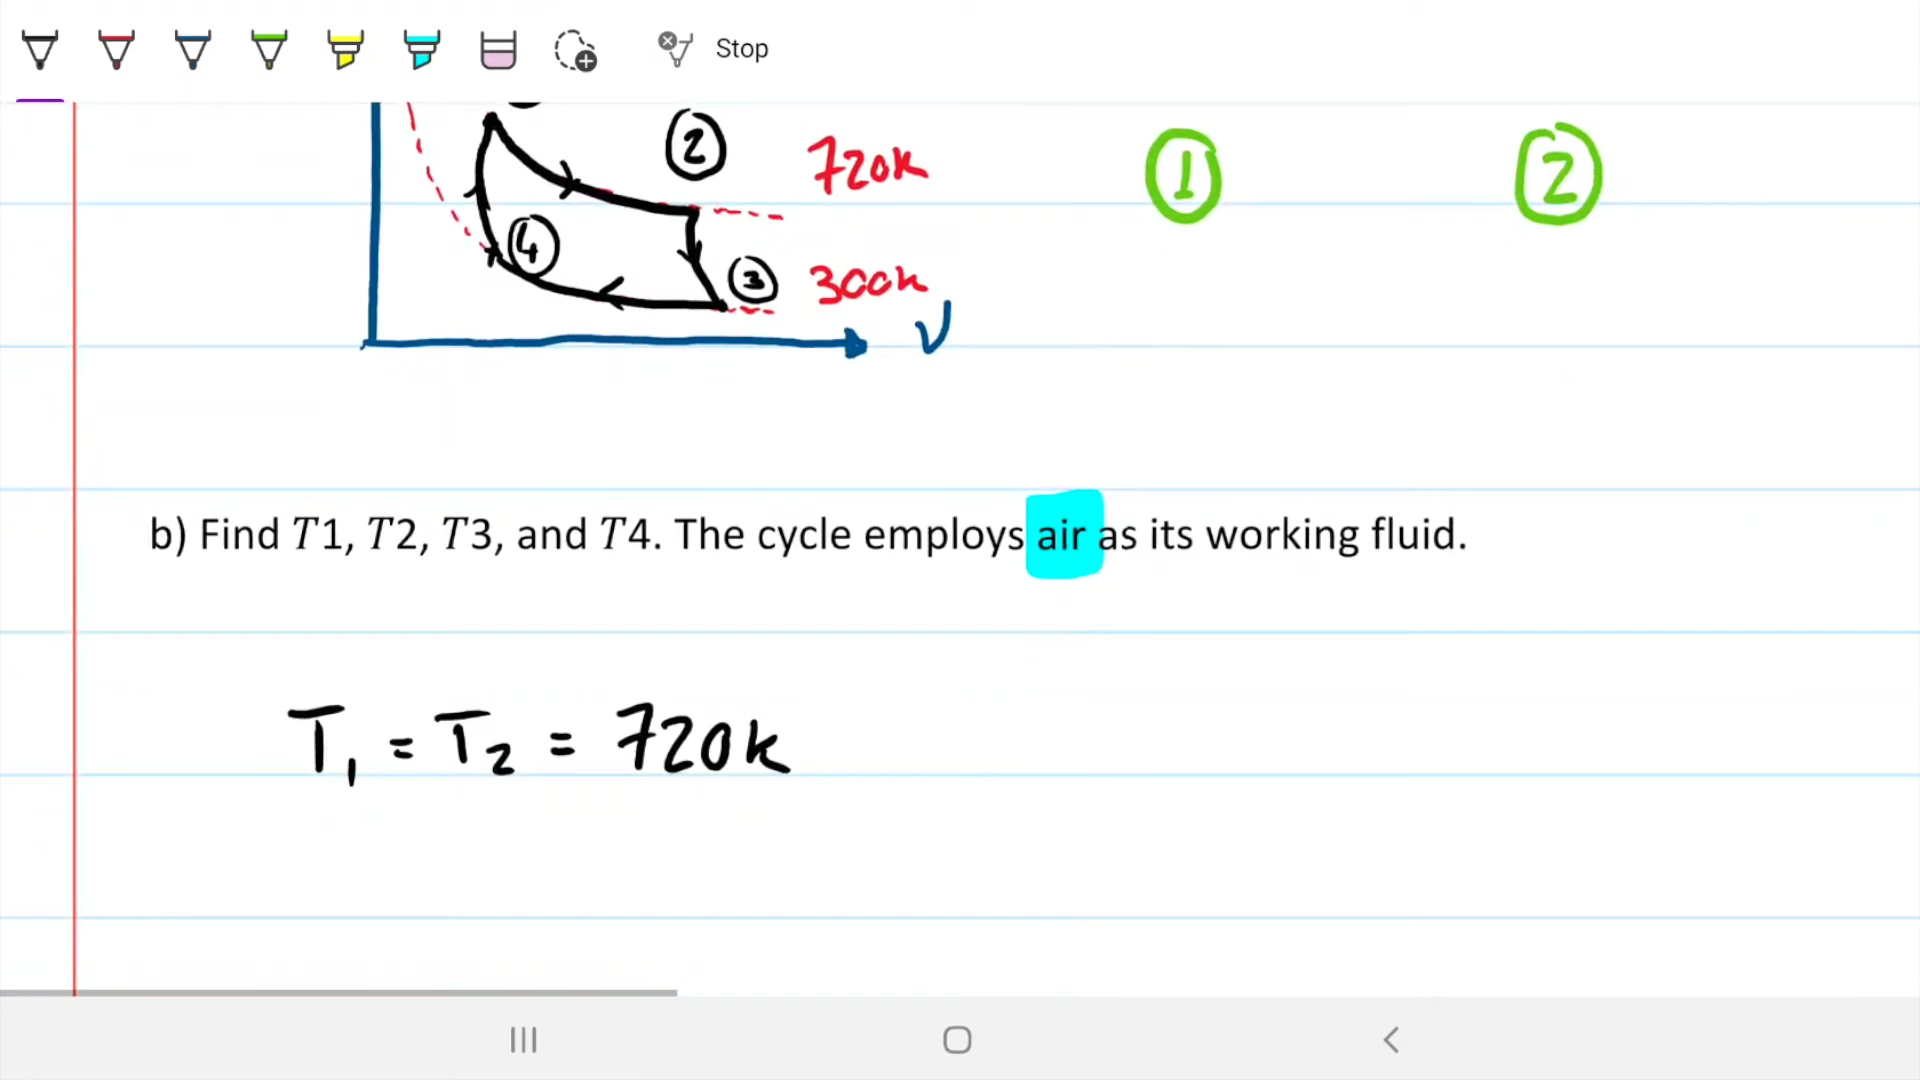 Stop
2
720k
1
2
4
3
300k
V
b) Find T1, T2, T3, and T4. The cycle employs air as its working fluid.
T1 = T2 = 720k